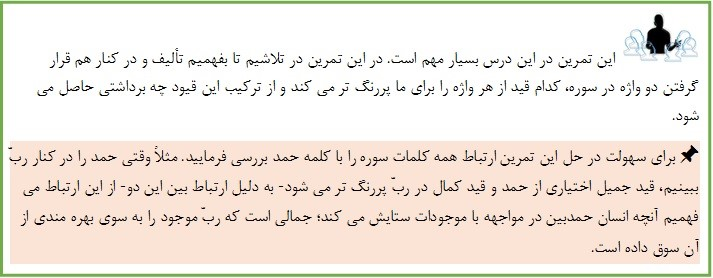 این تمرین در این درس بسیار مهم است. در این تمرین در تلاشیم تا بفهمیم تألیف و در کنار هم قرار
گرفتن دو واژه در سوره، کدام قید از هر واژه را برای ما پررنگ تر می کند و از ترکیب این قیود چه برداشتی حاصل می
شود.
برای سهولت در حل این تمرین ارتباط همه کلمات سوره را با کلمه حمد بررسی فرمایید. مثلاً وقتی حمد را در کنار ربّ
ببینیم، قید جمیل اختیاری از حمد و قید کمال در ربّ پررنگ تر می شود- به دلیل ارتباط بین این دو- از این ارتباط می
فهمیم آنچه انسان حمدبین در مواجهه با موجودات ستایش می کند؛ جمالی است که ربّ موجود را به سوی بهره مندی از
آن سوق داده است.